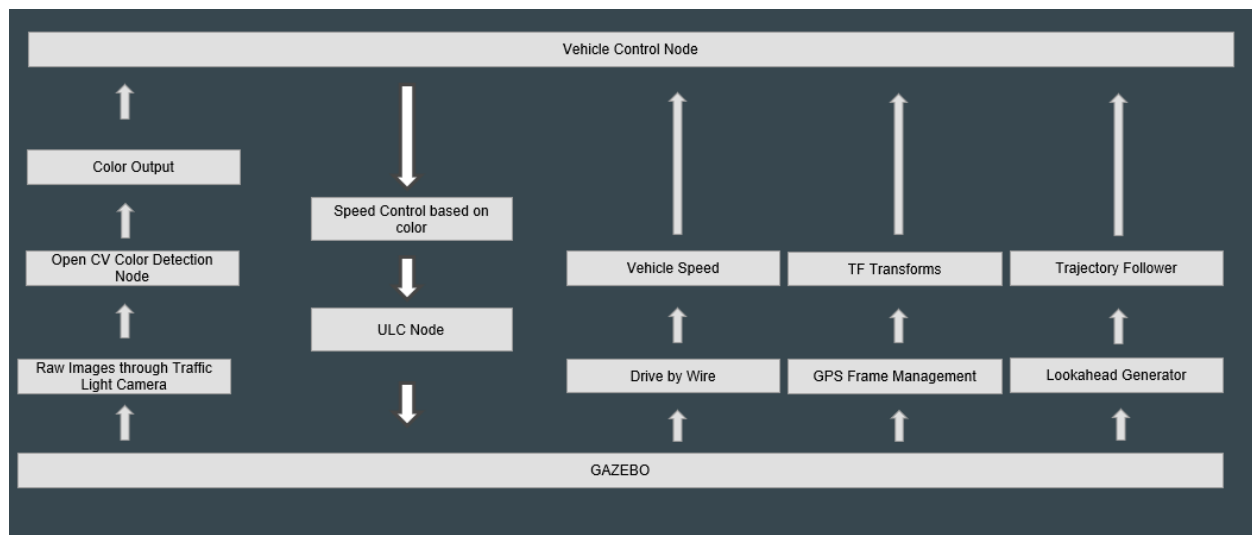 Vehicle Control Node
Color Output
Speed Control based on
color
Open CV Color Detection
Node
Vehicle Speed
TF Transforms
Trajectory Follower
ULC Node
Raw Images through Traffic
Light Camera
Drive by Wire
GPS Frame Management
Lookahead Generator
GAZEBO